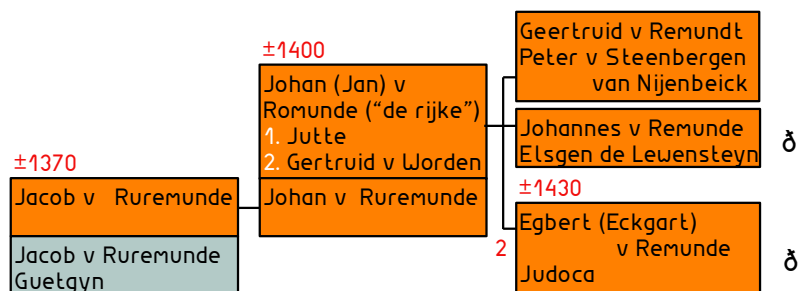 ±1370
Jacob v Ruremunde
Jacob v Ruremunde
Guetgyn
±1400
Johan (Jan) v
Romunde (“de rijke”)
1. Jutte
2. Gertruid v Worden
Johan v Ruremunde
Geertruid v Remundt
Peter v Steenbergen
van Nijenbeick
Johannes v Remunde
Elsgen de Lewensteyn
ð
±1430
2
Egbert (Eckgart)
v Remunde
Judoca
ð